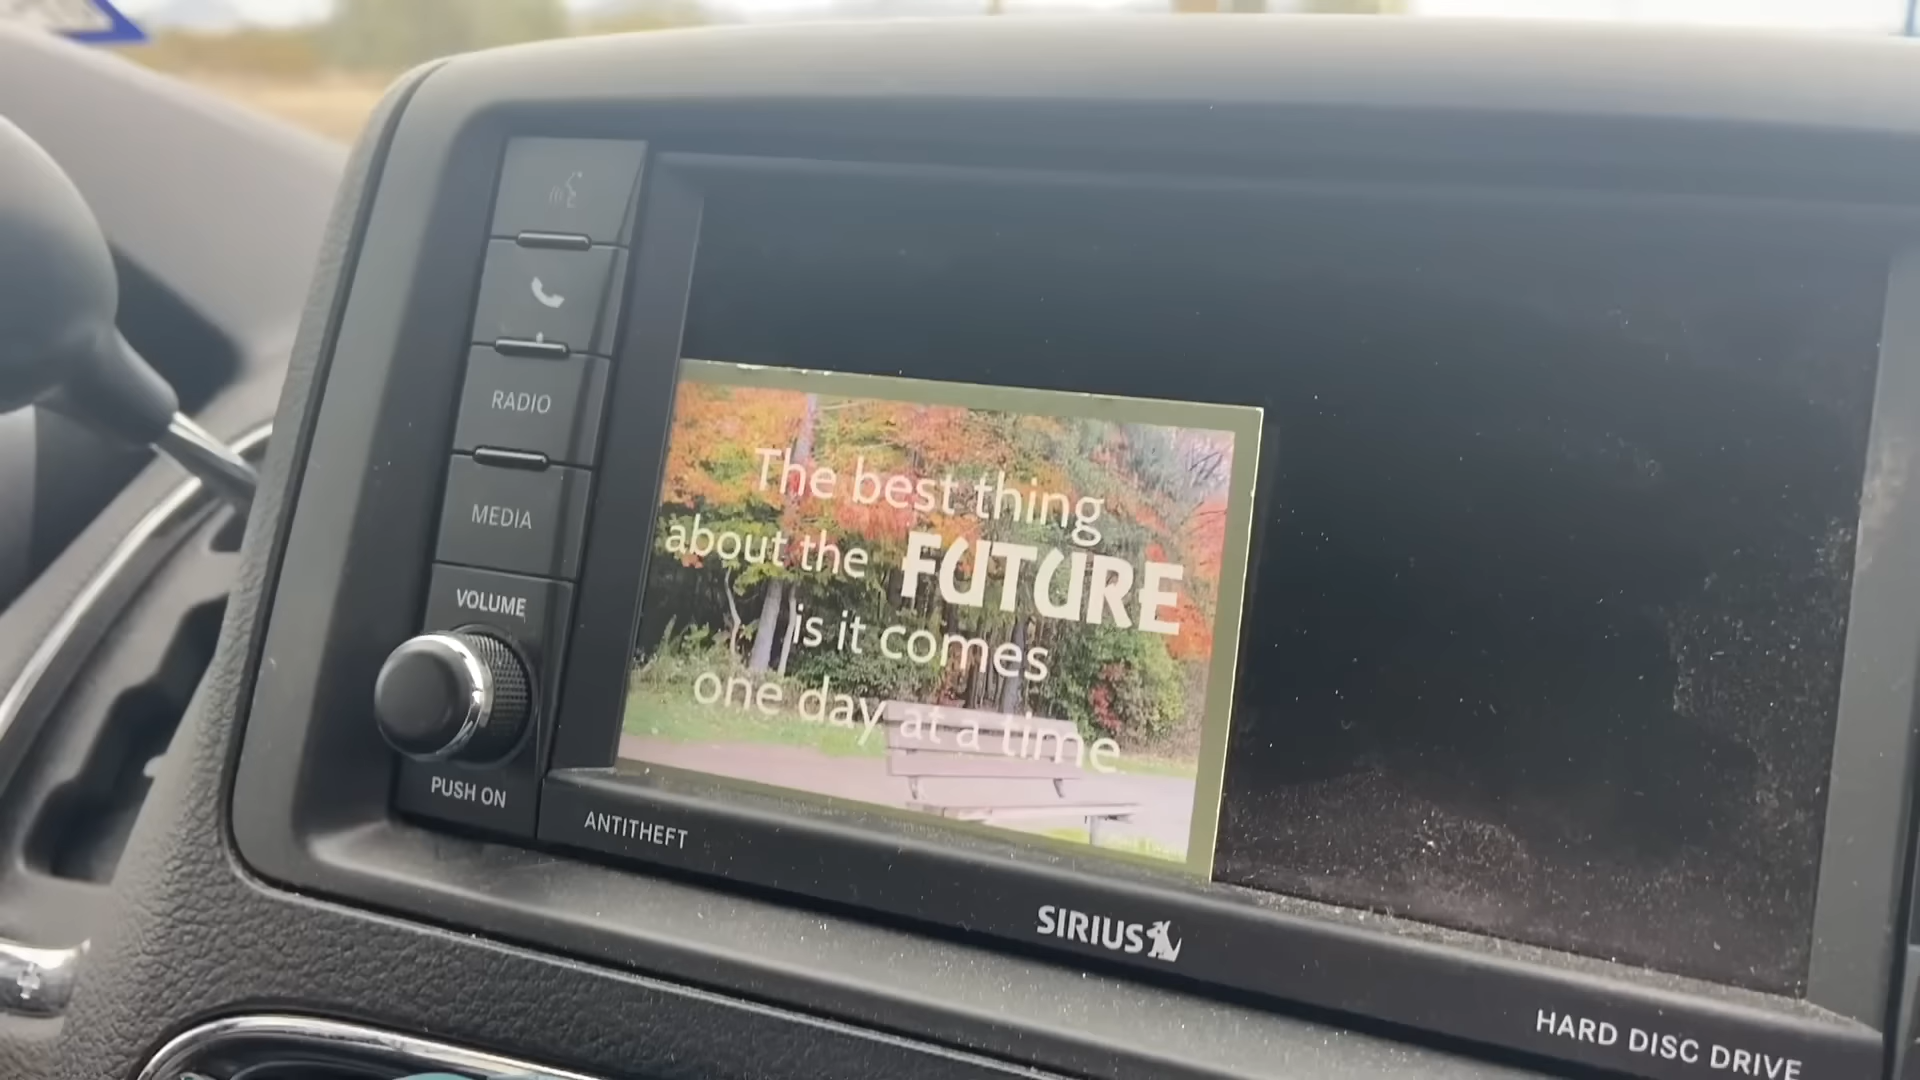 RADIO
MEDIA
VOLUME
PUSH ON
The best thing
about the FUTURE
is it comes
one day at a time
ANTITHEFT
SIRIUS
HARD DISC DRIVE